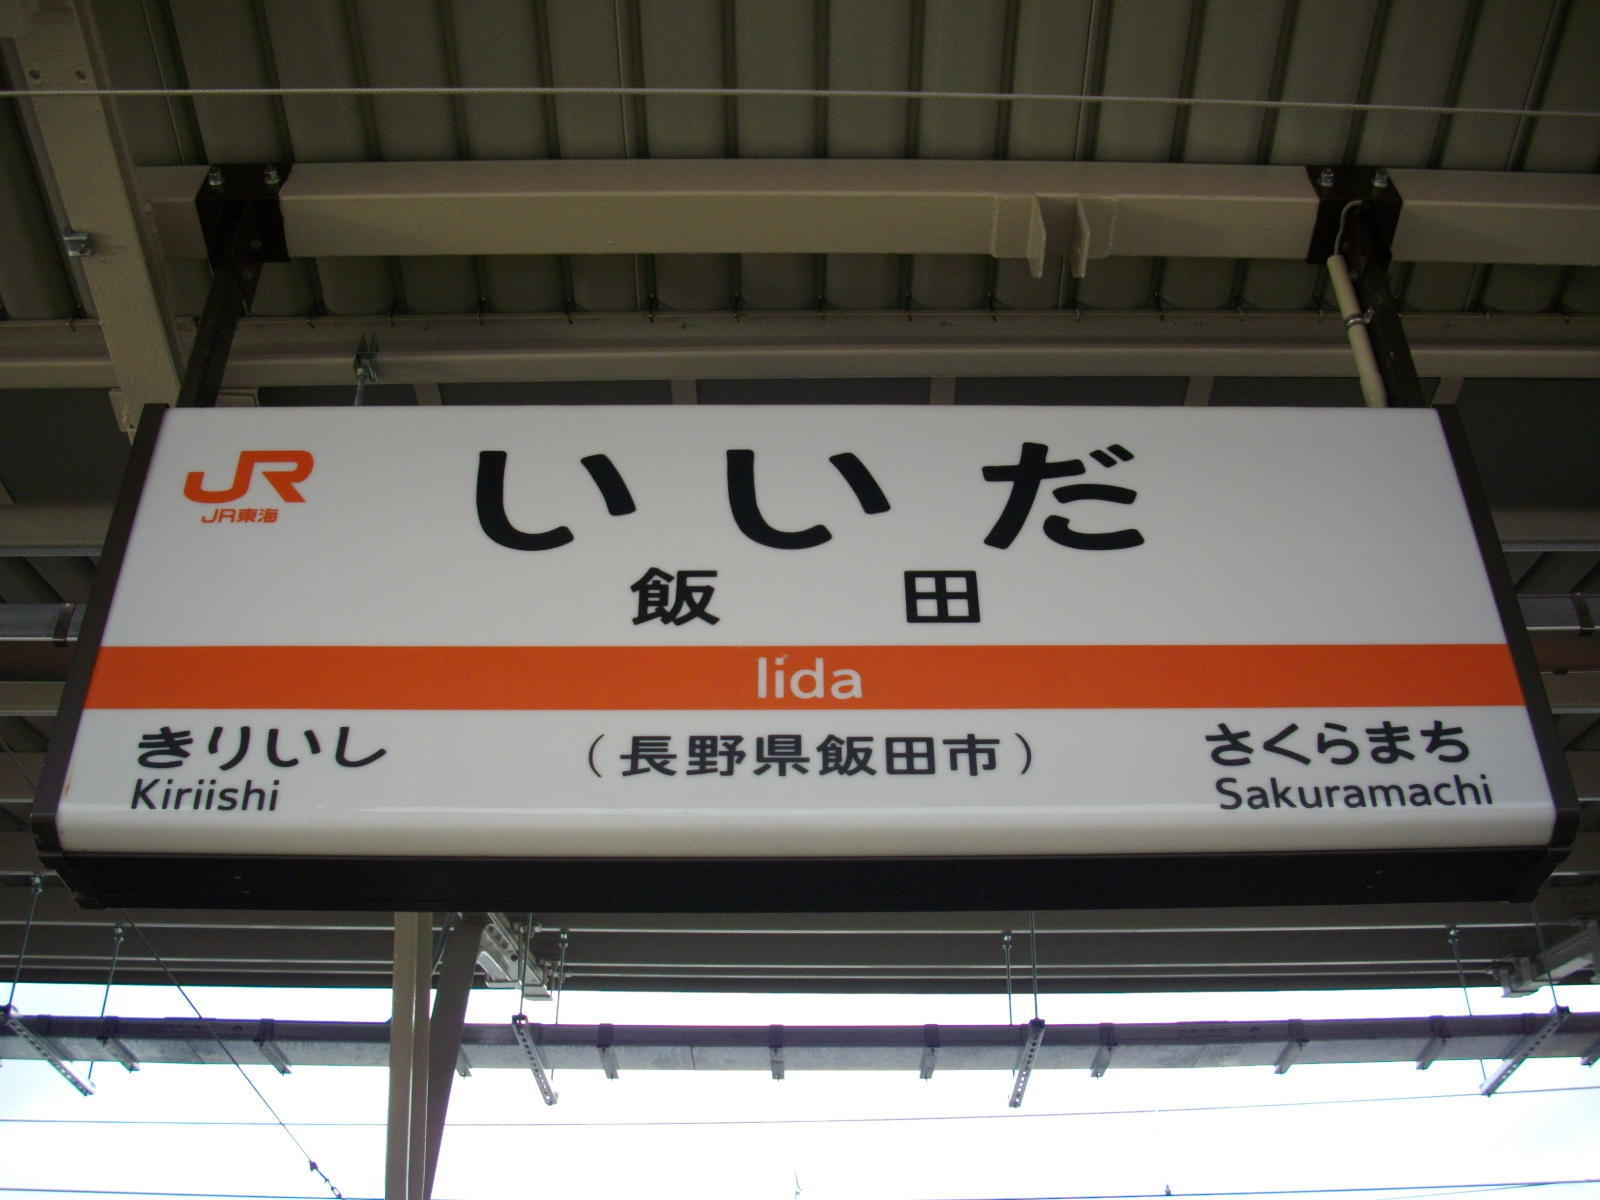 JR
JR東海
いいだ
飯田
Iida
きりいし
Kiriishi
（長野県飯田市）
さくらまち
Sakuramachi